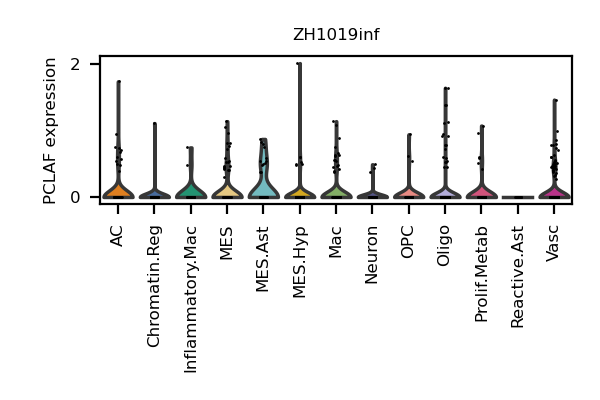 ZH1019inf
PCLAF expression
2
0
AC
Chromatin.Reg
Inflammatory.Mac
MES
MES.Ast
MES.Hyp
Mac
Neuron
OPC
Oligo
Prolif.Metab
Reactive.Ast
Vasc